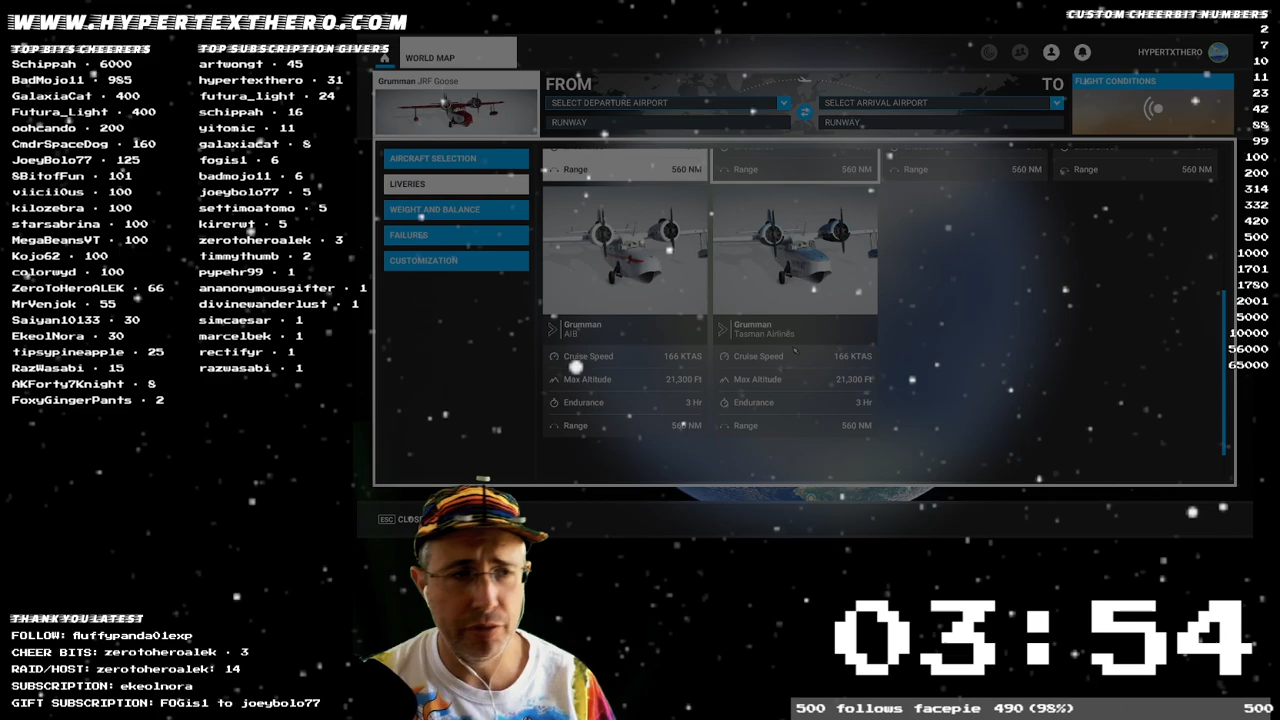 WWW.HYPERTEXTHERO.COM
TOP BITS CHEERERS
Schippah · 6000
BadMojo11 · 985
GalaxiaCat · 400
Futura_Light · 400
oohcando · 200
CmdrSpaceDog · 160
JoeyBolo77 · 125
8BitofFun · 101
viicii0us · 100
kilozebra · 100
starsabrina · 100
MegaBeansVT · 100
Kojo62 · 100
colorwyd · 100
ZeroToHeroALEK · 66
MrVenjok · 55
Saiyan10133 · 30
EkeolNora · 30
tipsypineapple · 25
RazWasabi · 15
AKForty7Knight · 8
FoxyGingerPants · 2
TOP SUBSCRIPTION GIVERS
artwongt · 45
hypertexthero · 31
futura_light · 24
schippah · 16
yitomic · 11
galaxiacat · 8
fogis1 · 6
badmojo11 · 6
joeybolo77 · 5
settimoatomo · 5
kirerwt · 5
zerotoheroalek · 3
timmythumb · 2
pypehr99 · 1
ananonymousgifter · 1
divinewanderlust · 1
simcaesar · 1
marcelbek · 1
rectifyr · 1
razwasabi · 1
WORLD MAP
HYPERTXTHERO
Grumman JRF Goose
FROM
SELECT DEPARTURE AIRPORT
RUNWAY
TO
SELECT ARRIVAL AIRPORT
RUNWAY
FLIGHT CONDITIONS
AIRCRAFT SELECTION
LIVERIES
WEIGHT AND BALANCE
FAILURES
CUSTOMIZATION
Range 560 NM
Range 560 NM
Range 560 NM
Range 560 NM
Grumman
AIB
Cruise Speed 166 KTAS
Max Altitude 21,300 Ft
Endurance 3 Hr
Range 560 NM
Grumman
Tasman Airlines
Cruise Speed 166 KTAS
Max Altitude 21,300 Ft
Endurance 3 Hr
Range 560 NM
ESC CLOSE
CUSTOM CHEERBIT NUMBERS
2
7
10
11
23
42
88
99
100
200
314
332
420
500
1000
1701
1780
2001
5000
10000
56000
65000
THANK YOU LATEST
FOLLOW: fluffypanda01exp
CHEER BITS: zerotoheroalek · 3
RAID/HOST: zerotoheroalek: 14
SUBSCRIPTION: ekeolnora
GIFT SUBSCRIPTION: FOGis1 to joeybolo77
03:54
500 follows facepie 490 (98%) 500